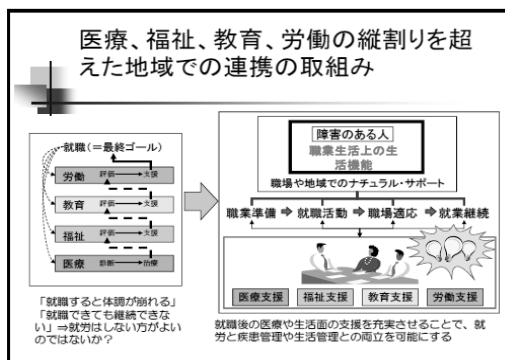 医療、福祉、教育、労働の縦割りを超
えた地域での連携の取組み
就職(=最終ゴール)
労働 評価 支援
教育 評価 支援
福祉 評価 支援
医療 診断 治療
「就職すると体調が崩れる」
「就職できても継続できな
い」⇒就労はしない方がよい
のではないか?
障害のある人
職業生活上の生
活機能
職場や地域でのナチュラル・サポート
職業準備 就職活動 職場適応 就業継続
医療支援 福祉支援 教育支援 労働支援
就職後の医療や生活面の支援を充実させることで、就
労と疾患管理や生活管理との両立を可能にする